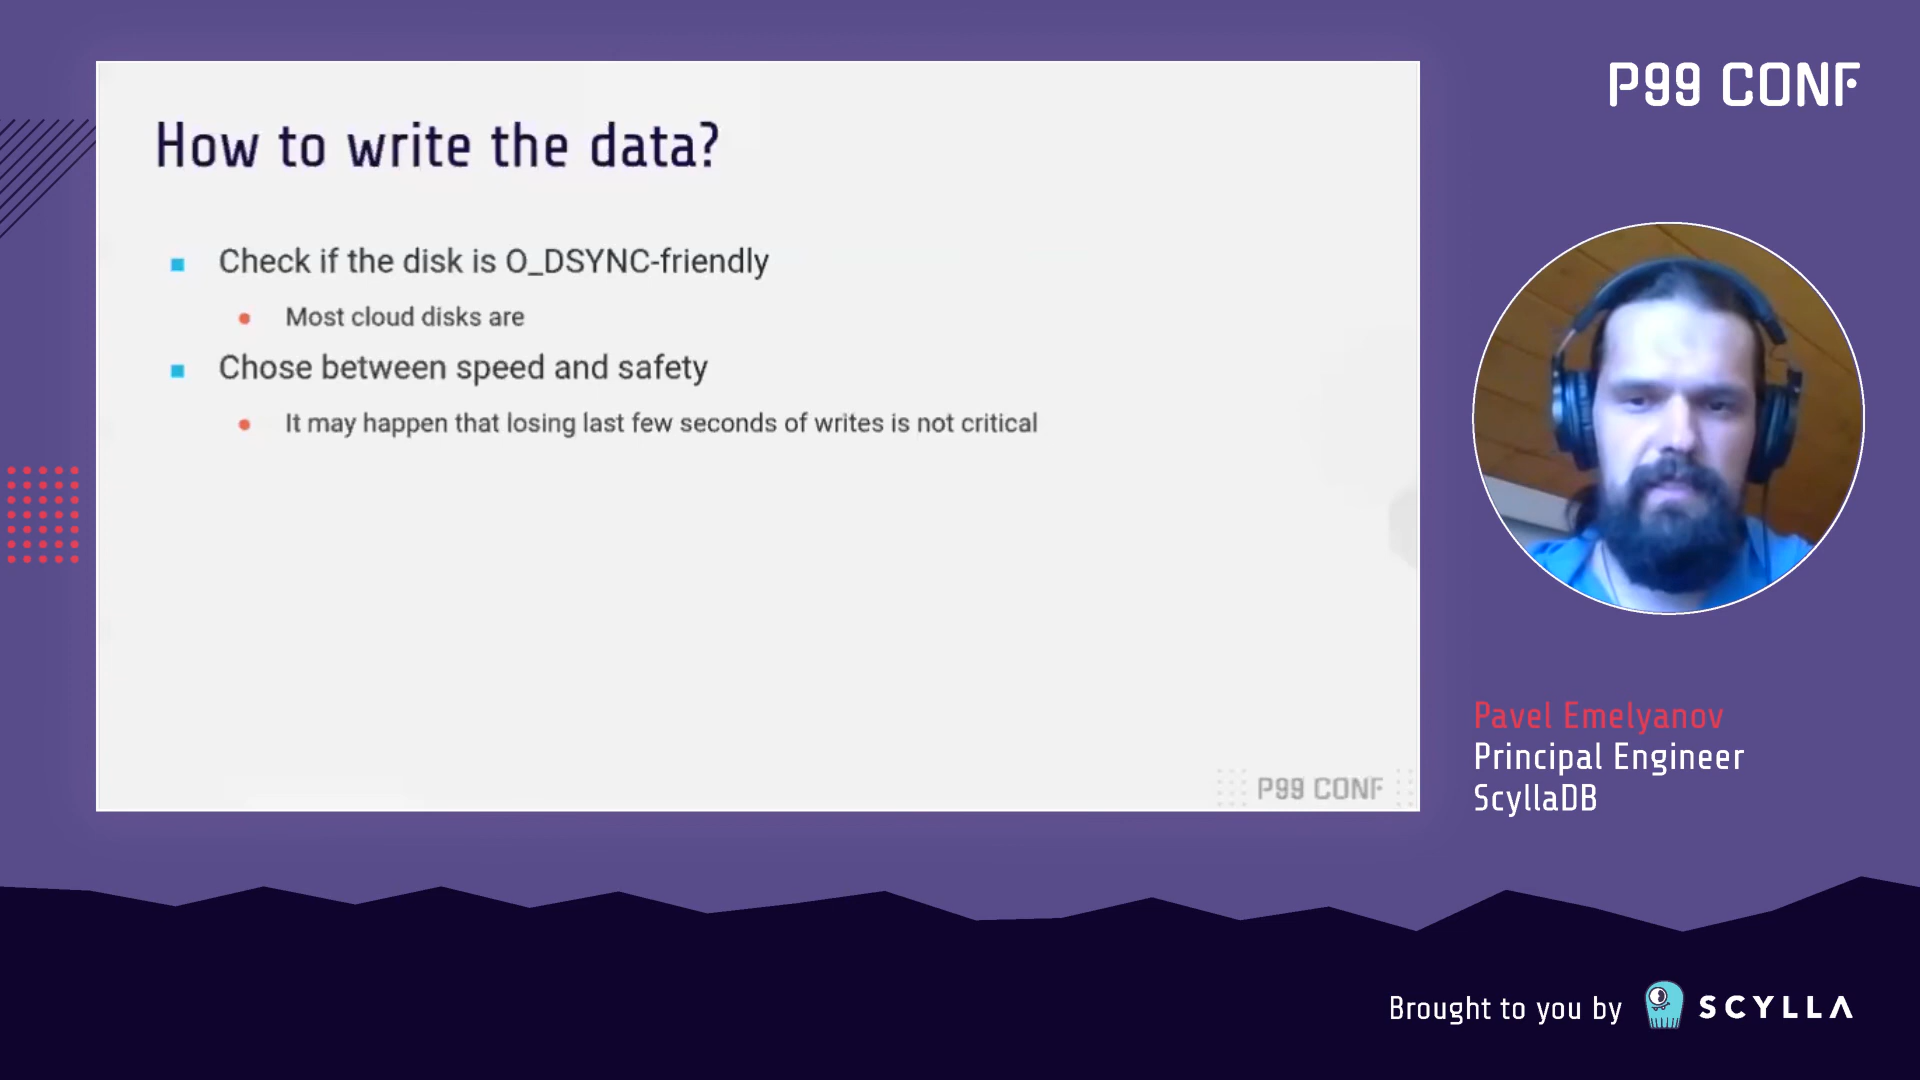 P99 CONF
How to write the data?
Check if the disk is O_DSYNC-friendly
Most cloud disks are
Chose between speed and safety
It may happen that losing last few seconds of writes is not critical
P99 CONF
Pavel Emelyanov
Principal Engineer
ScyllaDB
Brought to you by SCYLLA